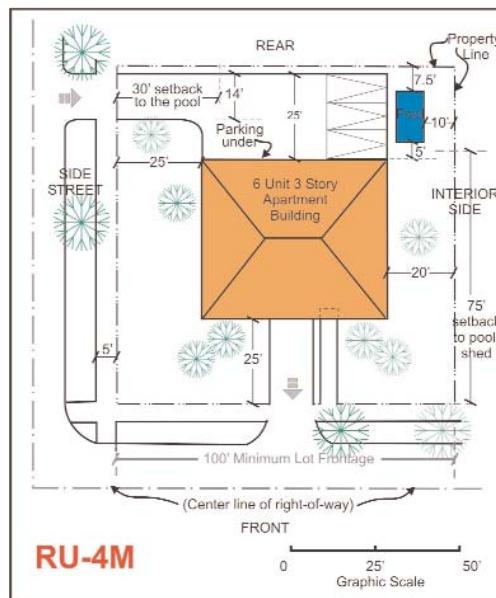 REAR
Property
Line
30' setback
to the pool
14'
25'
7.5'
Pool
10'
Parking
under
5'
25'
SIDE
STREET
6 Unit 3 Story
Apartment
Building
INTERIOR
SIDE
20'
75'
setback
to pool
shed
25'
5'
100' Minimum Lot Frontage
(Center line of right-of-way)
FRONT
RU-4M
0 25' 50'
Graphic Scale